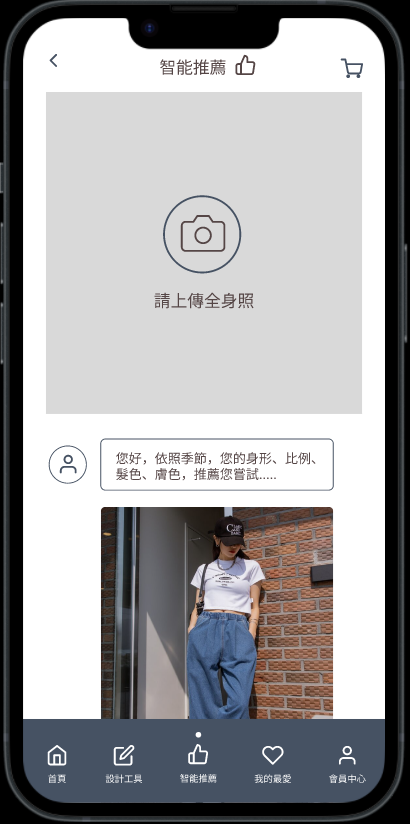 智能推薦
請上傳全身照
您好，依照季節，您的身形、比例、
髮色、膚色，推薦您嘗試.....
首頁
設計工具
智能推薦
我的最愛
會員中心